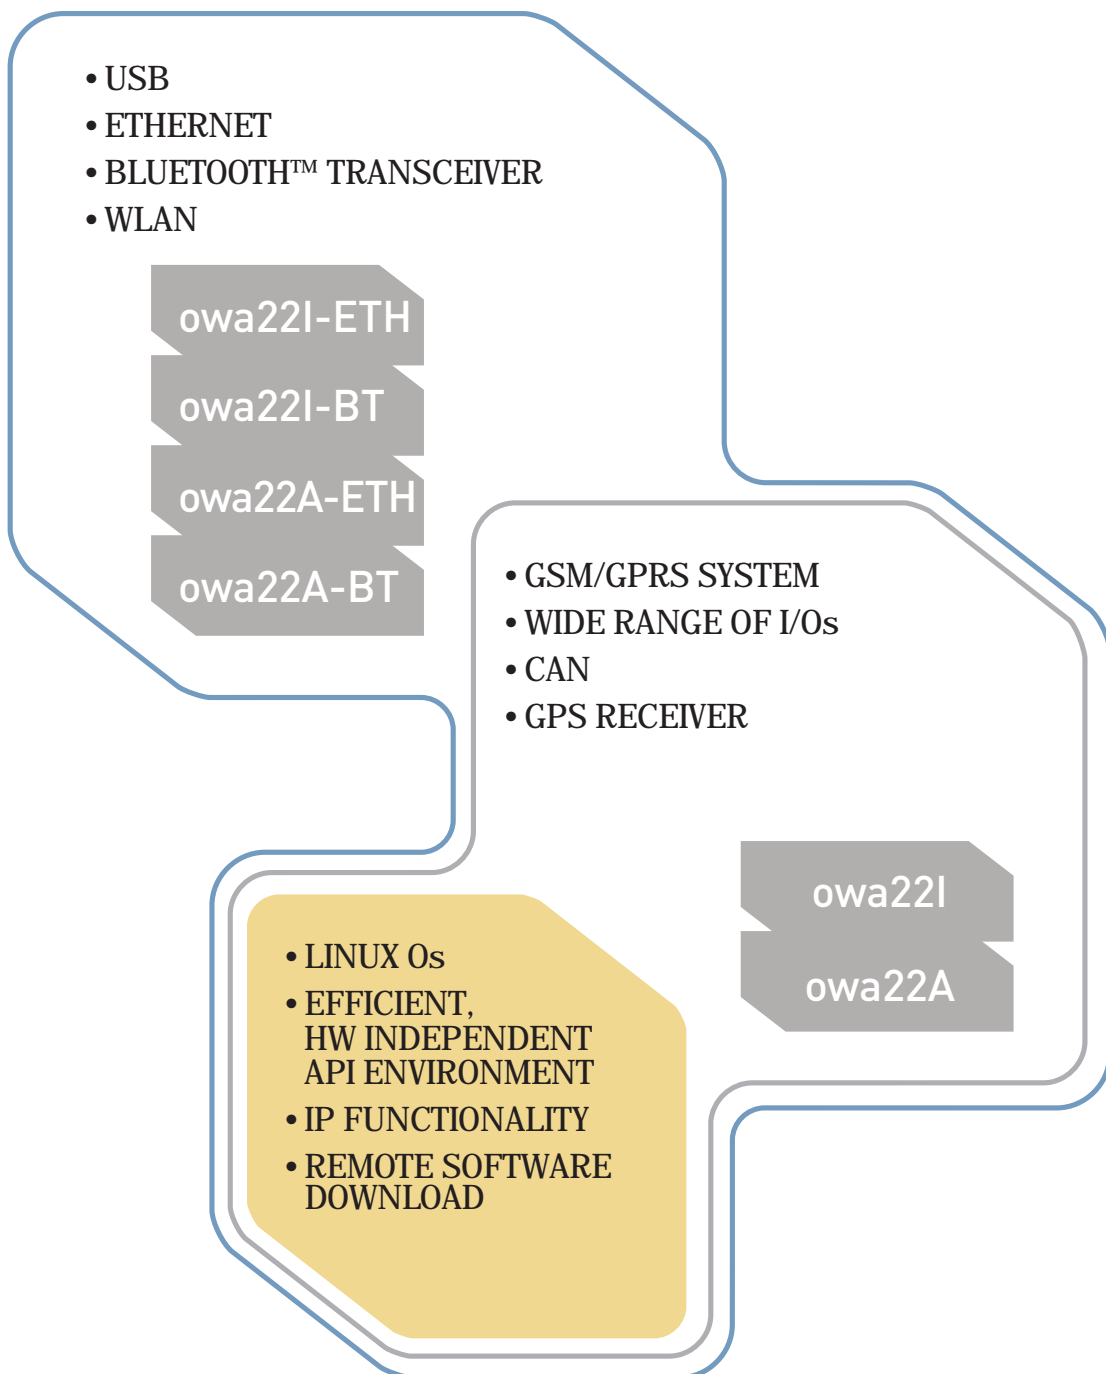 • USB
• ETHERNET
• BLUETOOTH™ TRANSCEIVER
• WLAN
owa22I-ETH
owa22I-BT
owa22A-ETH
owa22A-BT
• GSM/GPRS SYSTEM
• WIDE RANGE OF I/Os
• CAN
• GPS RECEIVER
owa22I
owa22A
• LINUX Os
• EFFICIENT,
HW INDEPENDENT
API ENVIRONMENT
• IP FUNCTIONALITY
• REMOTE SOFTWARE
DOWNLOAD